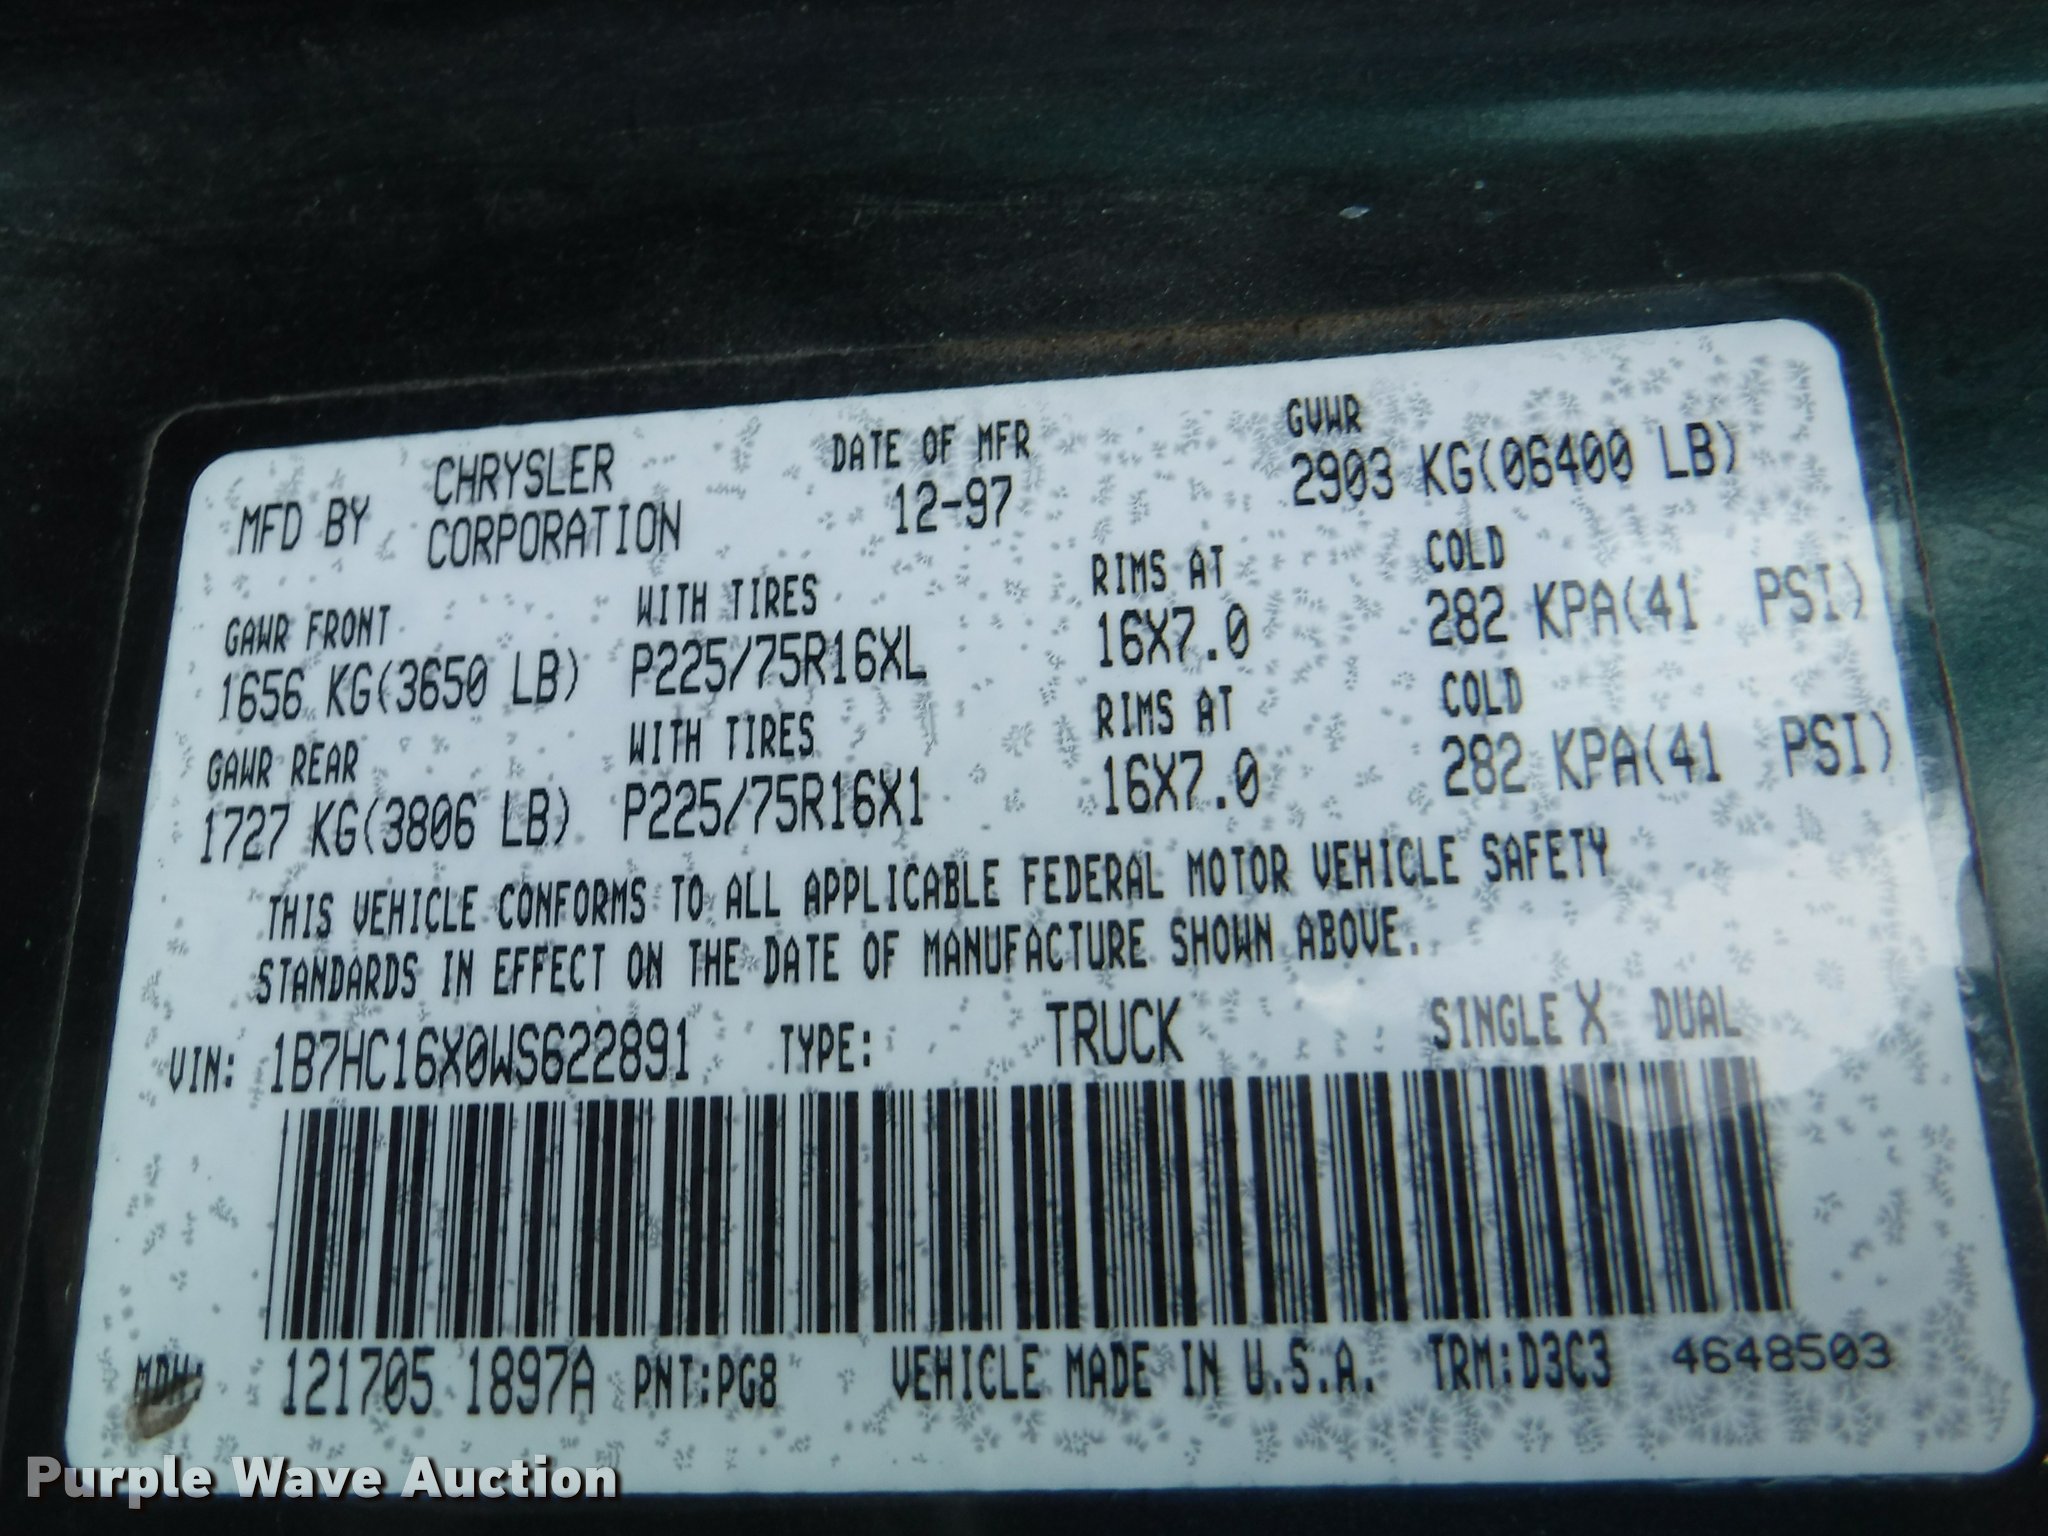 MFD BY CHRYSLER CORPORATION DATE OF MFR 12-97 GVWR 2903 KG(06400 LB)
GAWR FRONT WITH TIRES RIMS AT COLD
1656 KG(3650 LB) P225/75R16XL 16X7.0 282 KPA(41 PSI)
GAWR REAR WITH TIRES RIMS AT COLD
1727 KG(3806 LB) P225/75R16X1 16X7.0 282 KPA(41 PSI)
THIS VEHICLE CONFORMS TO ALL APPLICABLE FEDERAL MOTOR VEHICLE SAFETY
STANDARDS IN EFFECT ON THE DATE OF MANUFACTURE SHOWN ABOVE.
VIN: 1B7HC16X0WS622891 TYPE: TRUCK SINGLE X DUAL
MDH: 121705 1897A PNT:PG8 VEHICLE MADE IN U.S.A. TRM:D3C3 4648503
Purple Wave Auction